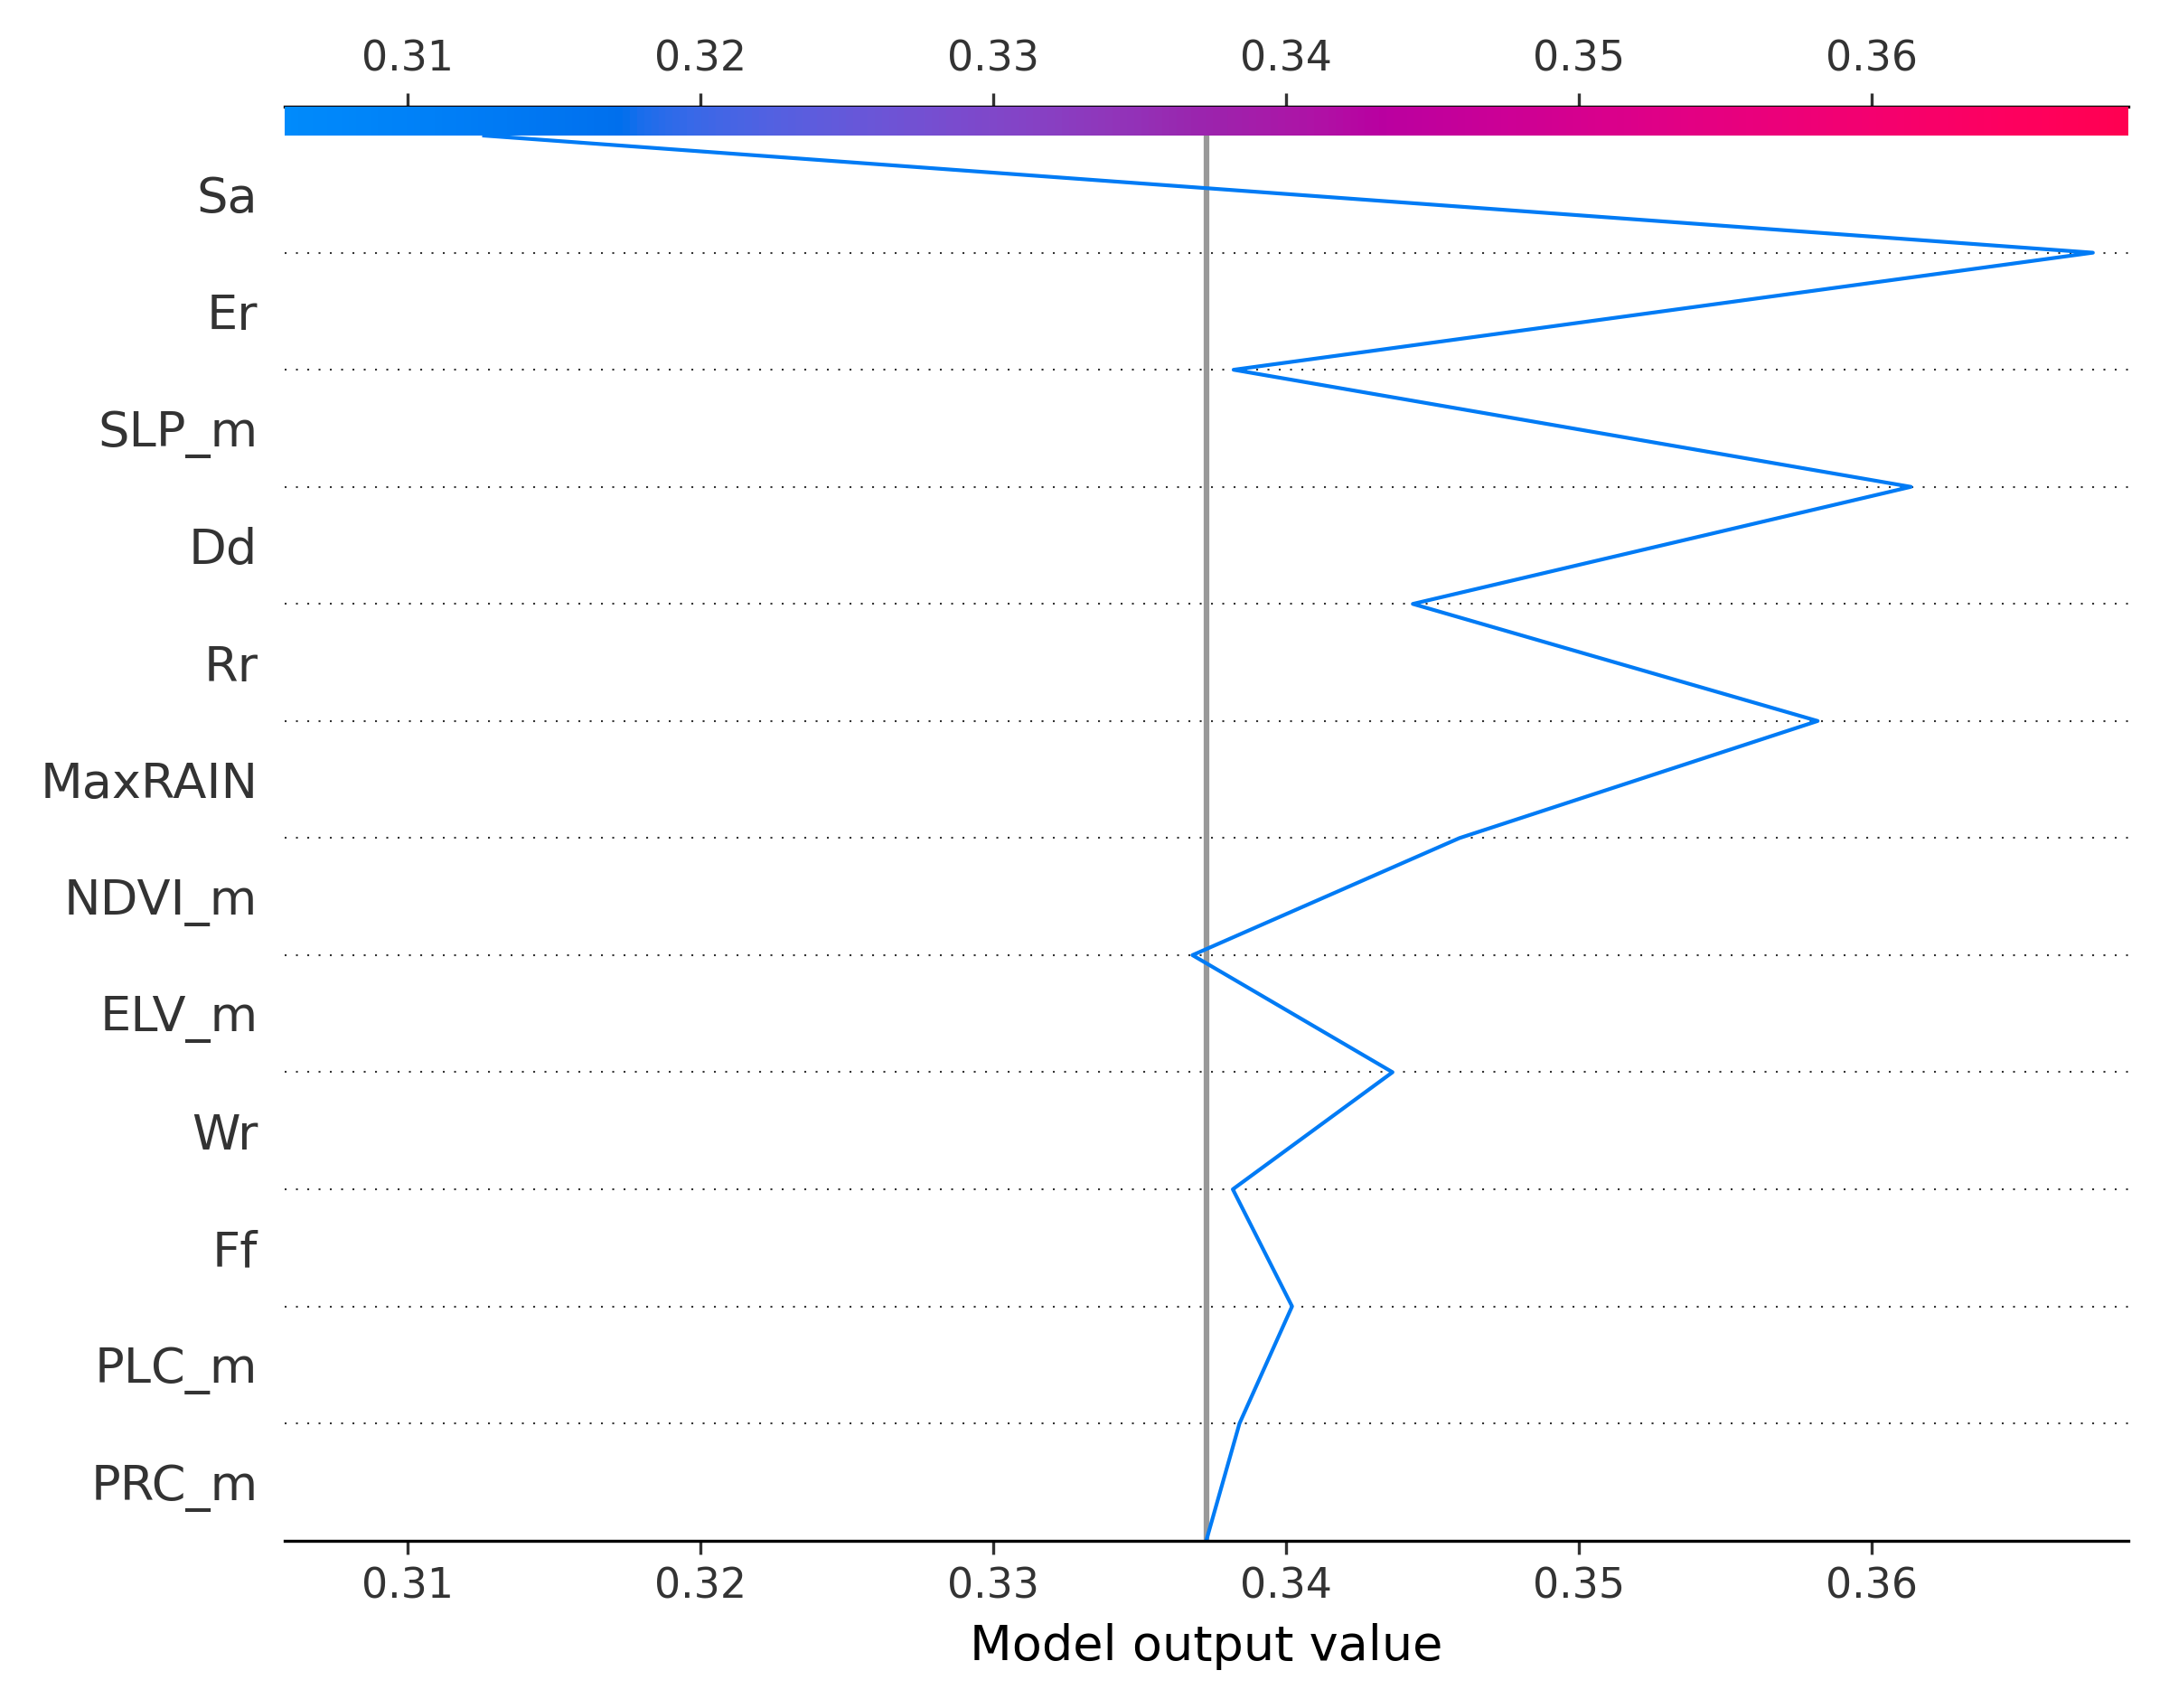 0.31 0.32 0.33 0.34 0.35 0.36
Sa
Er
SLP_m
Dd
Rr
MaxRAIN
NDVI_m
ELV_m
Wr
Ff
PLC_m
PRC_m
0.31 0.32 0.33 0.34 0.35 0.36
Model output value